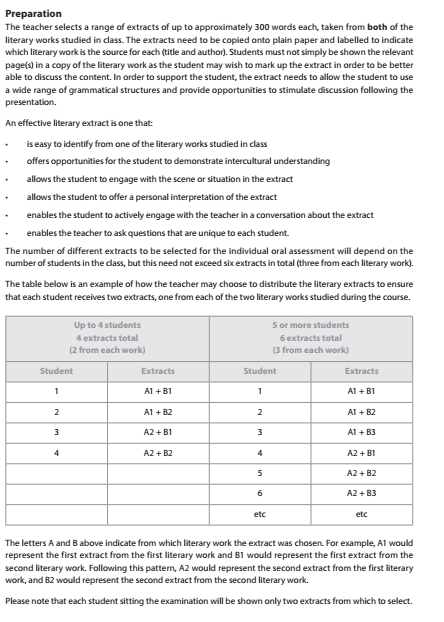 Preparation
The teacher selects a range of extracts of up to approximately 300 words each, taken from both of the
literary works studied in class. The extracts need to be copied onto plain paper and labelled to indicate
which literary work is the source for each (title and author). Students must not simply be shown the relevant
page(s) in a copy of the literary work as the student may wish to mark up the extract in order to be better
able to discuss the content. In order to support the student, the extract needs to allow the student to use
a wide range of grammatical structures and provide opportunities to stimulate discussion following the
presentation.
An effective literary extract is one that:
• is easy to identify from one of the literary works studied in class
• offers opportunities for the student to demonstrate intercultural understanding
• allows the student to engage with the scene or situation in the extract
• allows the student to offer a personal interpretation of the extract
• enables the student to actively engage with the teacher in a conversation about the extract
• enables the teacher to ask questions that are unique to each student.
The number of different extracts to be selected for the individual oral assessment will depend on the
number of students in the class, but this need not exceed six extracts in total (three from each literary work).
The table below is an example of how the teacher may choose to distribute the literary extracts to ensure
that each student receives two extracts, one from each of the two literary works studied during the course.
Up to 4 students 5 or more students
4 extracts total 6 extracts total
(2 from each work) (3 from each work)
Student Extracts Student Extracts
1 A1 + B1 1 A1 + B1
2 A1 + B2 2 A1 + B2
3 A2 + B1 3 A1 + B3
4 A2 + B2 4 A2 + B1
5 A2 + B2
6 A2 + B3
etc etc
The letters A and B above indicate from which literary work the extract was chosen. For example, A1 would
represent the first extract from the first literary work and B1 would represent the first extract from the
second literary work. Following this pattern, A2 would represent the second extract from the first literary
work, and B2 would represent the second extract from the second literary work.
Please note that each student sitting the examination will be shown only two extracts from which to select.